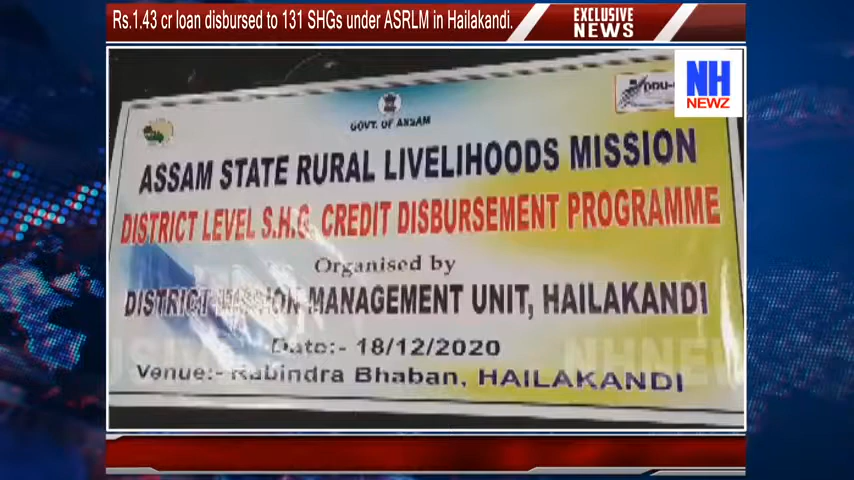 Rs.1.43 cr loan disbursed to 131 SHGs under ASRLM in Hailakandi.
EXCLUSIVE
NEWS
NH
NEWZ
GOVT. OF ASSAM
ASSAM STATE RURAL LIVELIHOODS MISSION
DISTRICT LEVEL S.H.G. CREDIT DISBURSEMENT PROGRAMME
Organised by
DISTRICT MISSION MANAGEMENT UNIT, HAILAKANDI
Date:- 18/12/2020
Venue:- Rabindra Bhaban, HAILAKANDI